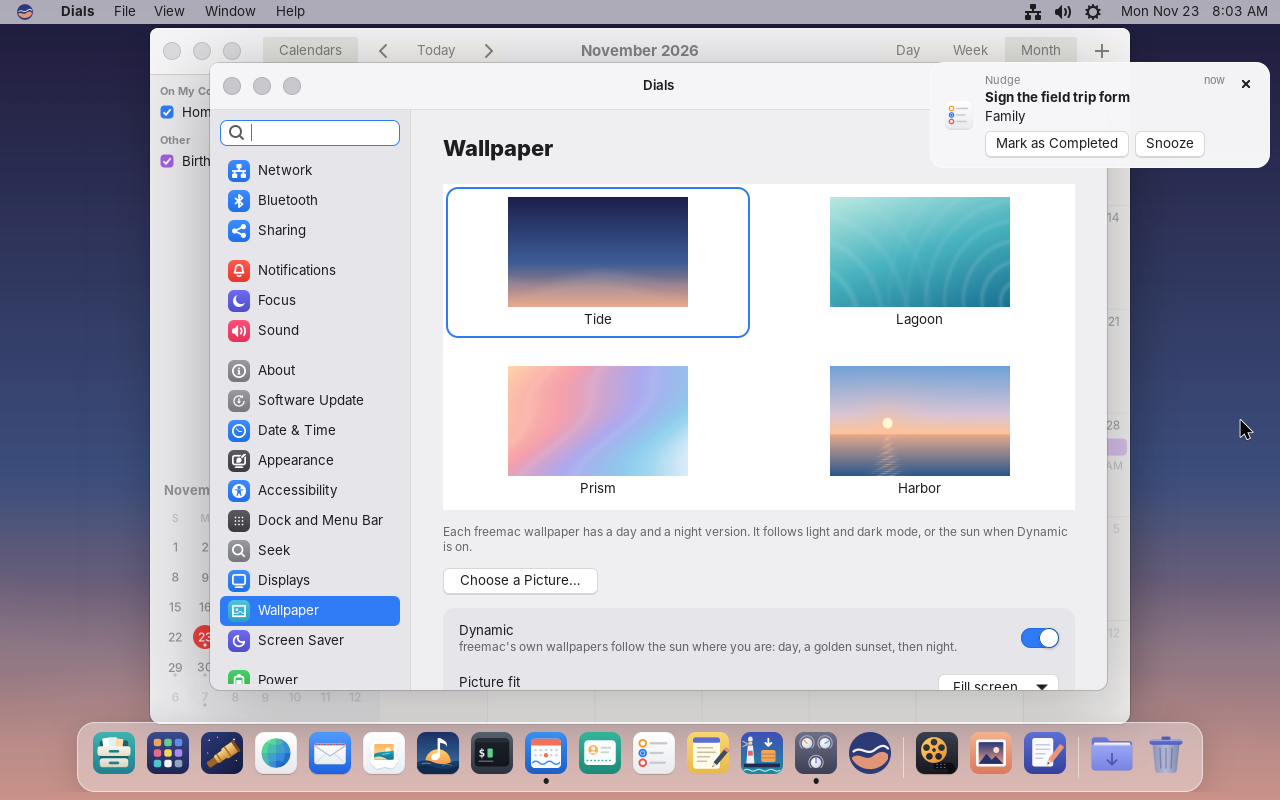 Dials File View Window Help Mon Nov 23 8:03 AM
Calendars Today November 2026 Day Week Month
On My Co
Hom
Other
Birth
Novem
S M
1 2
8 9
15 16
22 23
29 30
6 7 8 9 10 11 12
14
21
28
AM
5
12
Dials
Network
Bluetooth
Sharing
Notifications
Focus
Sound
About
Software Update
Date & Time
Appearance
Accessibility
Dock and Menu Bar
Seek
Displays
Wallpaper
Screen Saver
Power
Wallpaper
Tide
Lagoon
Prism
Harbor
Each freemac wallpaper has a day and a night version. It follows light and dark mode, or the sun when Dynamic
is on.
Choose a Picture...
Dynamic
freemac's own wallpapers follow the sun where you are: day, a golden sunset, then night.
Picture fit
Fill screen
Nudge now
Sign the field trip form
Family
Mark as Completed Snooze
$